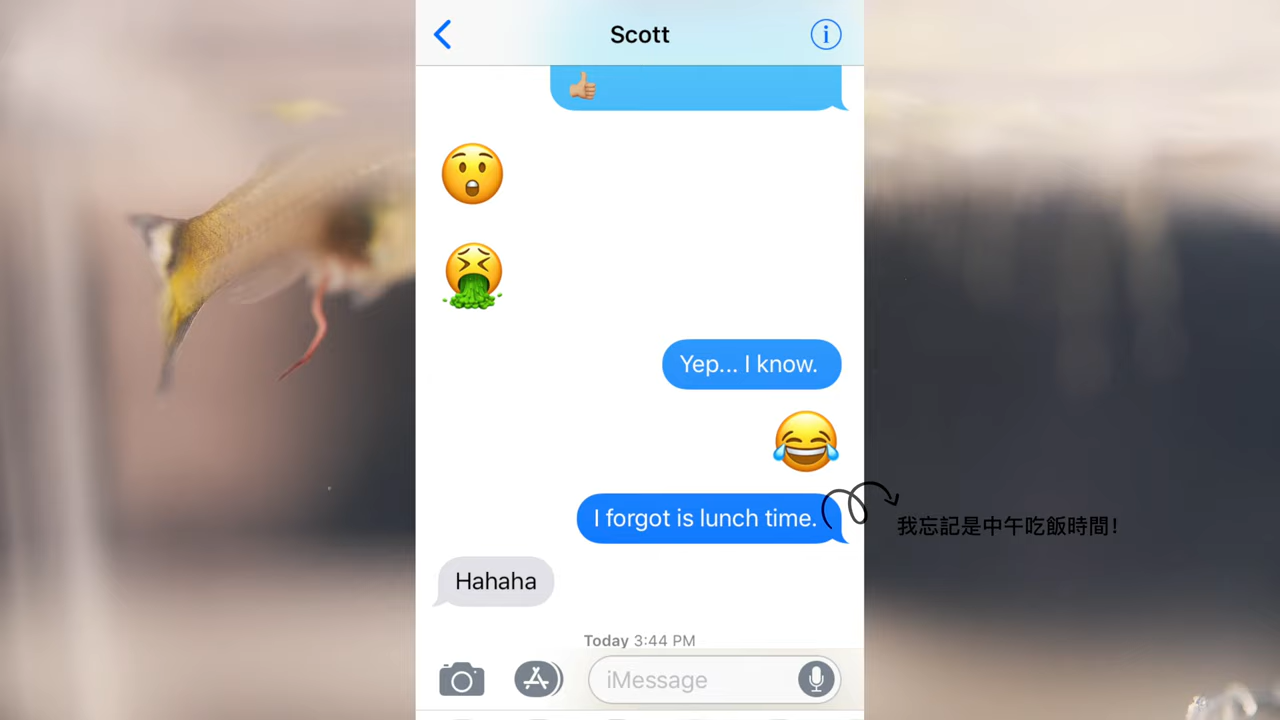 Scott
Yep... I know.
I forgot is lunch time.
我忘記是中午吃飯時間！
Hahaha
Today 3:44 PM
iMessage